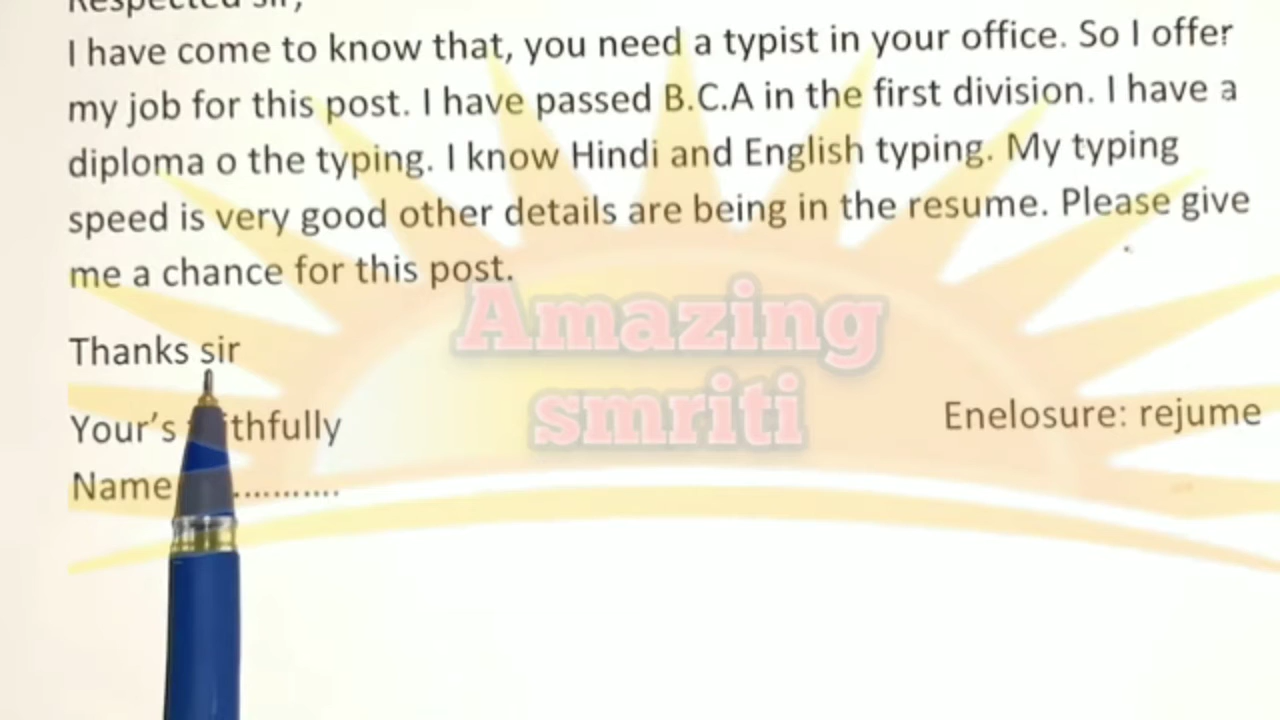 Respected sir,
I have come to know that, you need a typist in your office. So I offer
my job for this post. I have passed B.C.A in the first division. I have a
diploma o the typing. I know Hindi and English typing. My typing
speed is very good other details are being in the resume. Please give
me a chance for this post.
Amazing
smriti
Thanks sir
Your's faithfully
Enelosure: rejume
Name ...........